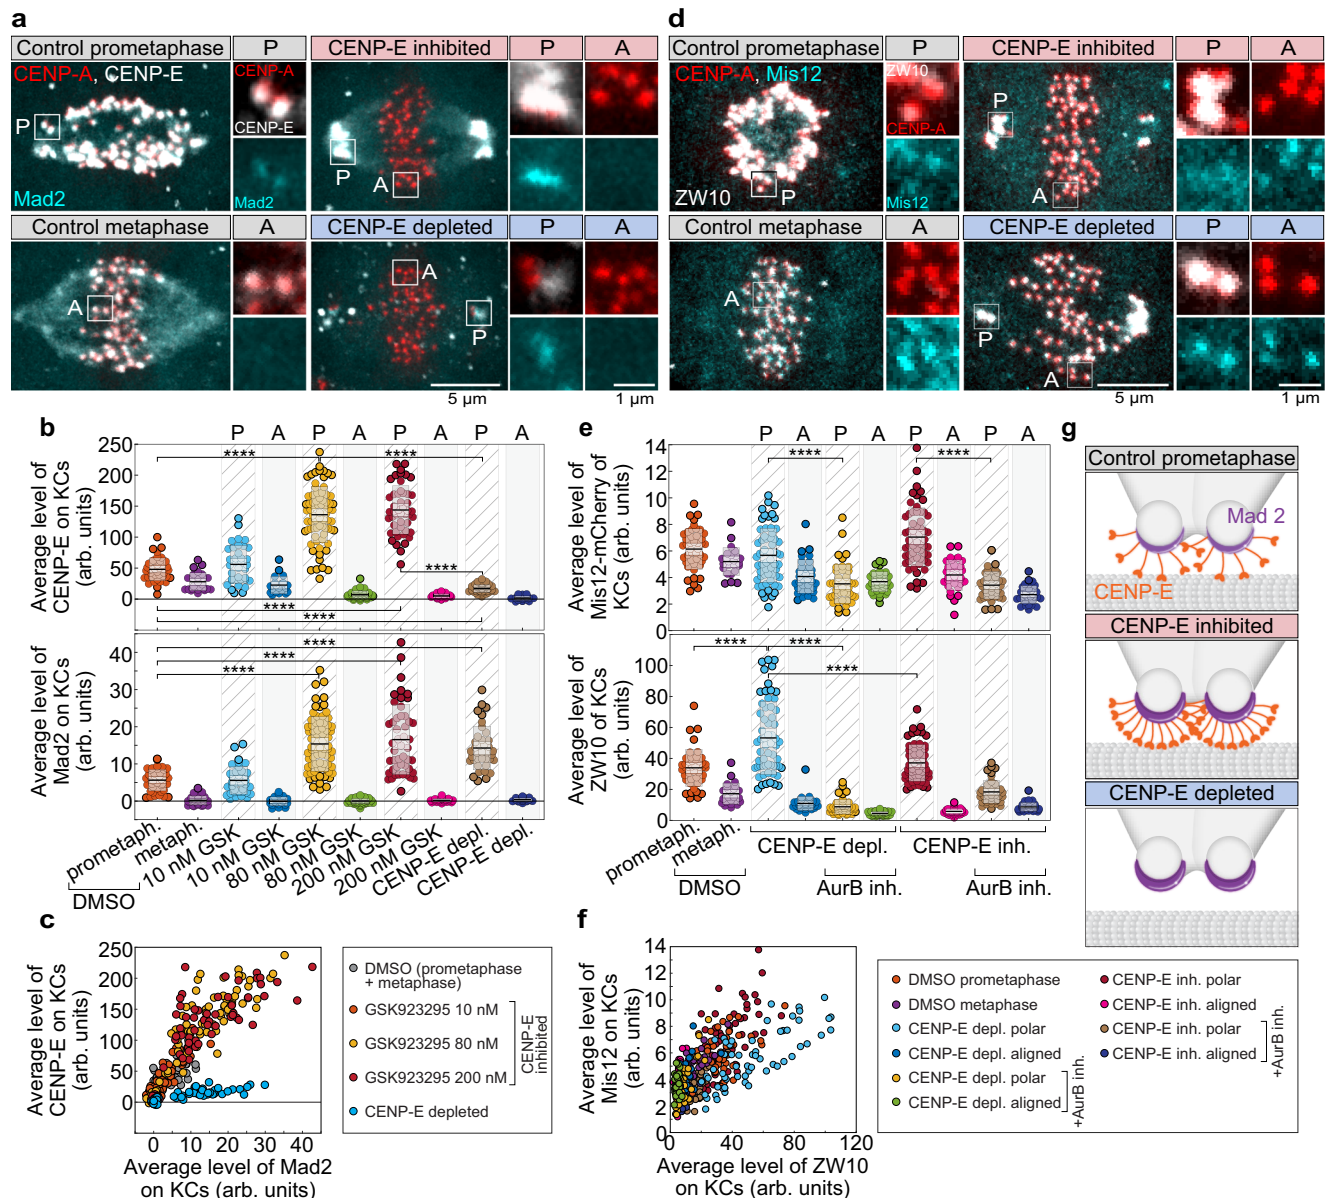 a
Control prometaphase
P
CENP-E inhibited
P
A
CENP-A, CENP-E
CENP-A
P
CENP-E
P
A
Mad2
Mad2
Control metaphase
A
CENP-E depleted
P
A
A
A
P
5 µm
1 µm
d
Control prometaphase
P
CENP-E inhibited
P
A
CENP-A, Mis12
ZW10
P
CENP-A
P
A
ZW10
Mis12
Control metaphase
A
CENP-E depleted
P
A
A
P
A
5 µm
1 µm
b
P A P A P A P A
Average level of
CENP-E on KCs
(arb. units)
250
200
150
100
50
0
**** ****
****
****
****
Average level of
Mad2 on KCs
(arb. units)
40
30
20
10
0
****
****
****
prometaph.
metaph.
10 nM GSK
10 nM GSK
80 nM GSK
80 nM GSK
200 nM GSK
200 nM GSK
CENP-E depl.
CENP-E depl.
DMSO
e
P A P A P A P A
Average level of
Mis12-mCherry of
KCs (arb. units)
14
12
10
8
6
4
2
0
**** ****
Average level of
ZW10 of KCs
(arb. units)
100
80
60
40
20
0
**** ****
****
prometaph.
metaph.
DMSO
CENP-E depl.
CENP-E inh.
AurB inh.
AurB inh.
g
Control prometaphase
Mad 2
CENP-E
CENP-E inhibited
CENP-E depleted
c
Average level of
CENP-E on KCs
(arb. units)
250
200
150
100
50
0
0 10 20 30 40
Average level of Mad2
on KCs (arb. units)
DMSO (prometaphase
+ metaphase)
GSK923295 10 nM
GSK923295 80 nM
GSK923295 200 nM
CENP-E depleted
CENP-E
inhibited
f
Average level of
Mis12 on KCs
(arb. units)
14
12
10
8
6
4
2
0
0 40 80 120
Average level of ZW10
on KCs (arb. units)
DMSO prometaphase
DMSO metaphase
CENP-E depl. polar
CENP-E depl. aligned
CENP-E depl. polar
CENP-E depl. aligned
+AurB inh.
CENP-E inh. polar
CENP-E inh. aligned
CENP-E inh. polar
CENP-E inh. aligned
+AurB inh.